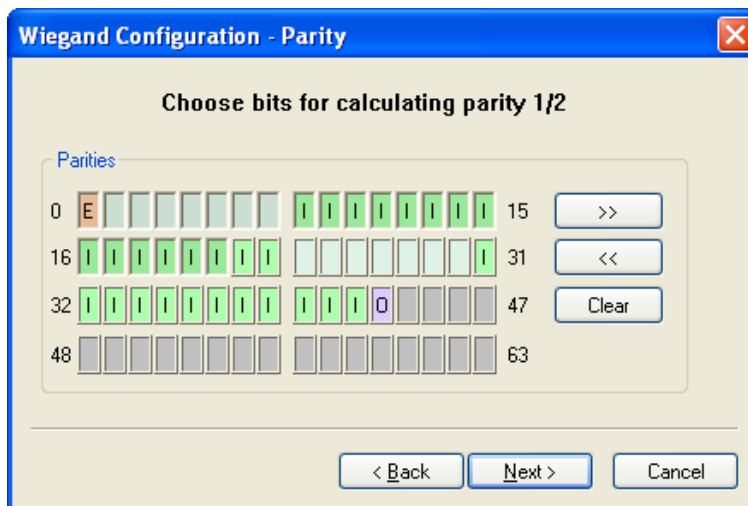 Wiegand Configuration - Parity
Choose bits for calculating parity 1/2
Parities
0 E I I I I I I I I 15 >>
16 I I I I I I I I I 31 <<
32 I I I I I I I I I I I O 47 Clear
48 63
< Back Next > Cancel